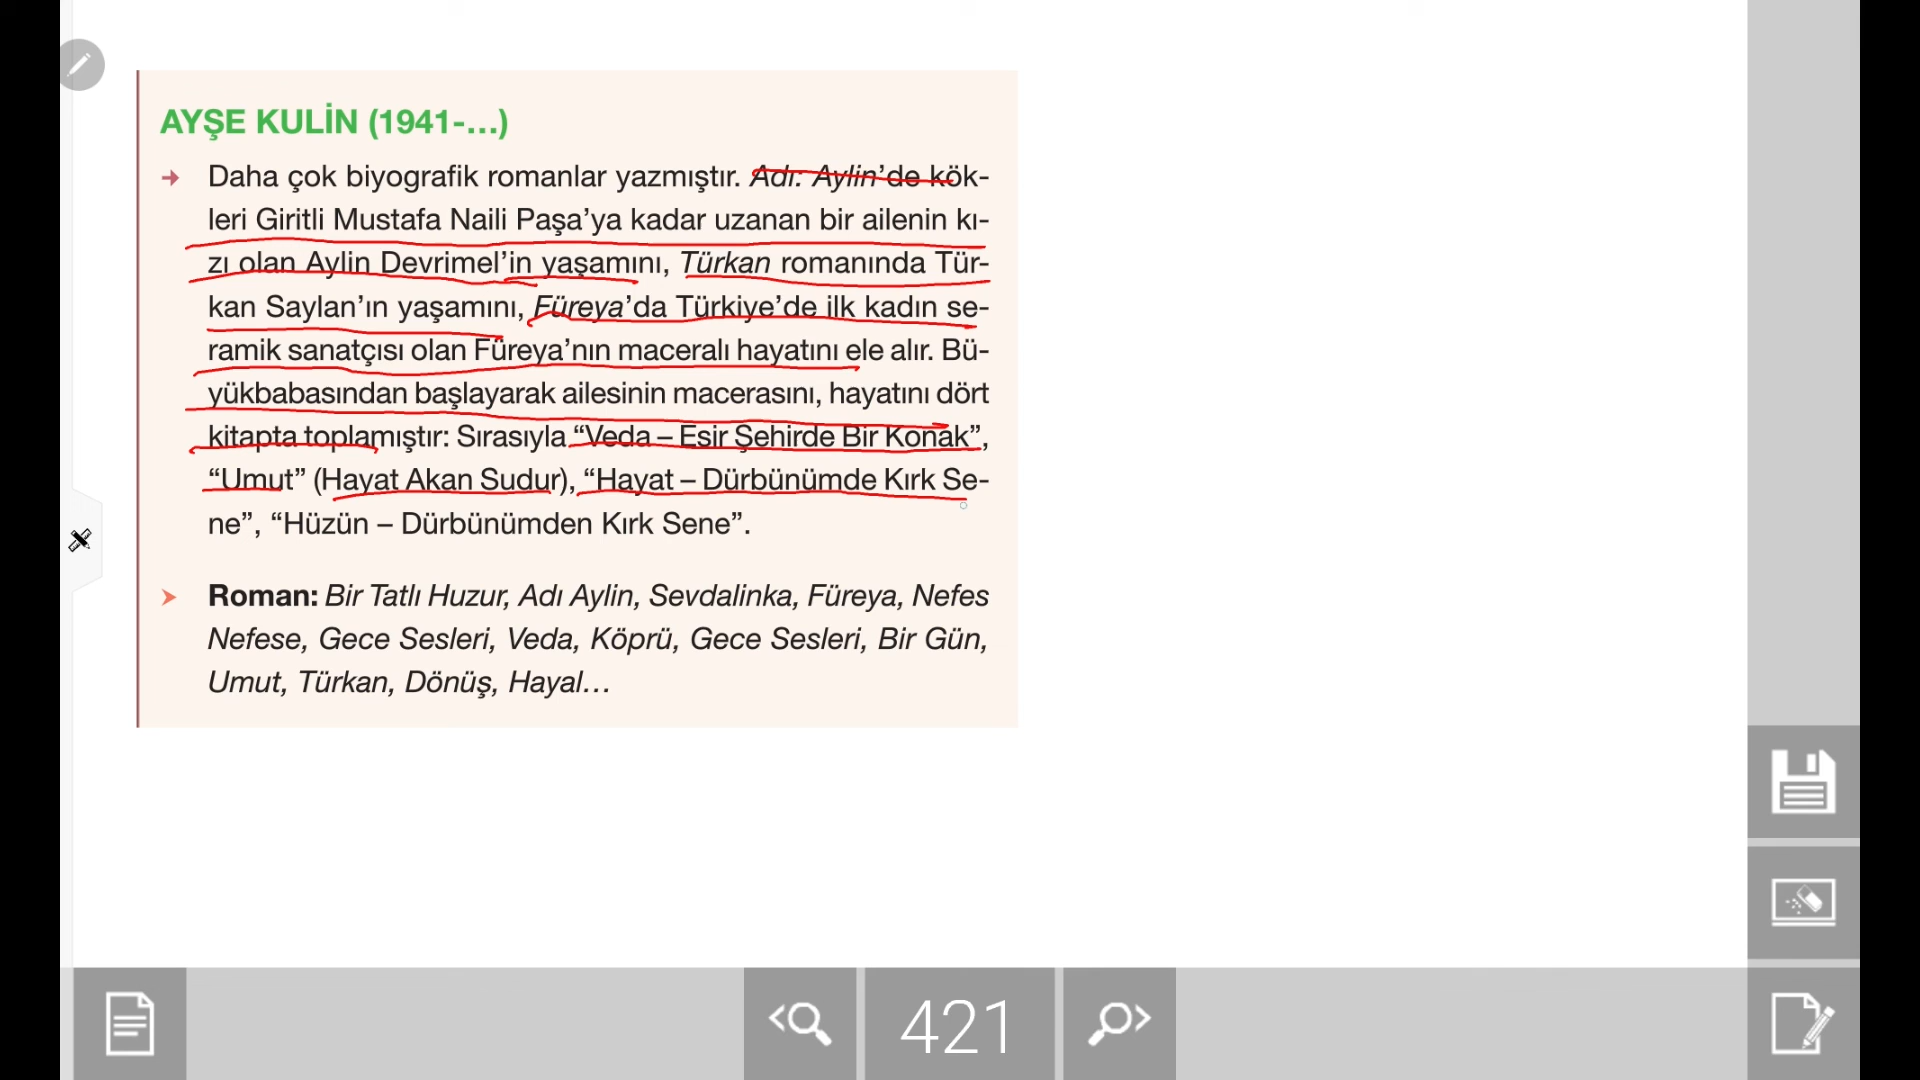 AYŞE KULİN (1941-...)
Daha çok biyografik romanlar yazmıştır. Adı: Aylin’de kök-
leri Giritli Mustafa Naili Paşa’ya kadar uzanan bir ailenin kı-
zı olan Aylin Devrimel’in yaşamını, Türkan romanında Tür-
kan Saylan’ın yaşamını, Füreya’da Türkiye’de ilk kadın se-
ramik sanatçısı olan Füreya’nın maceralı hayatını ele alır. Bü-
yükbabasından başlayarak ailesinin macerasını, hayatını dört
kitapta toplamıştır: Sırasıyla “Veda – Esir Şehirde Bir Konak”,
“Umut” (Hayat Akan Sudur), “Hayat – Dürbünümde Kırk Se-
ne”, “Hüzün – Dürbünümden Kırk Sene”.
Roman: Bir Tatlı Huzur, Adı Aylin, Sevdalinka, Füreya, Nefes
Nefese, Gece Sesleri, Veda, Köprü, Gece Sesleri, Bir Gün,
Umut, Türkan, Dönüş, Hayal...
421